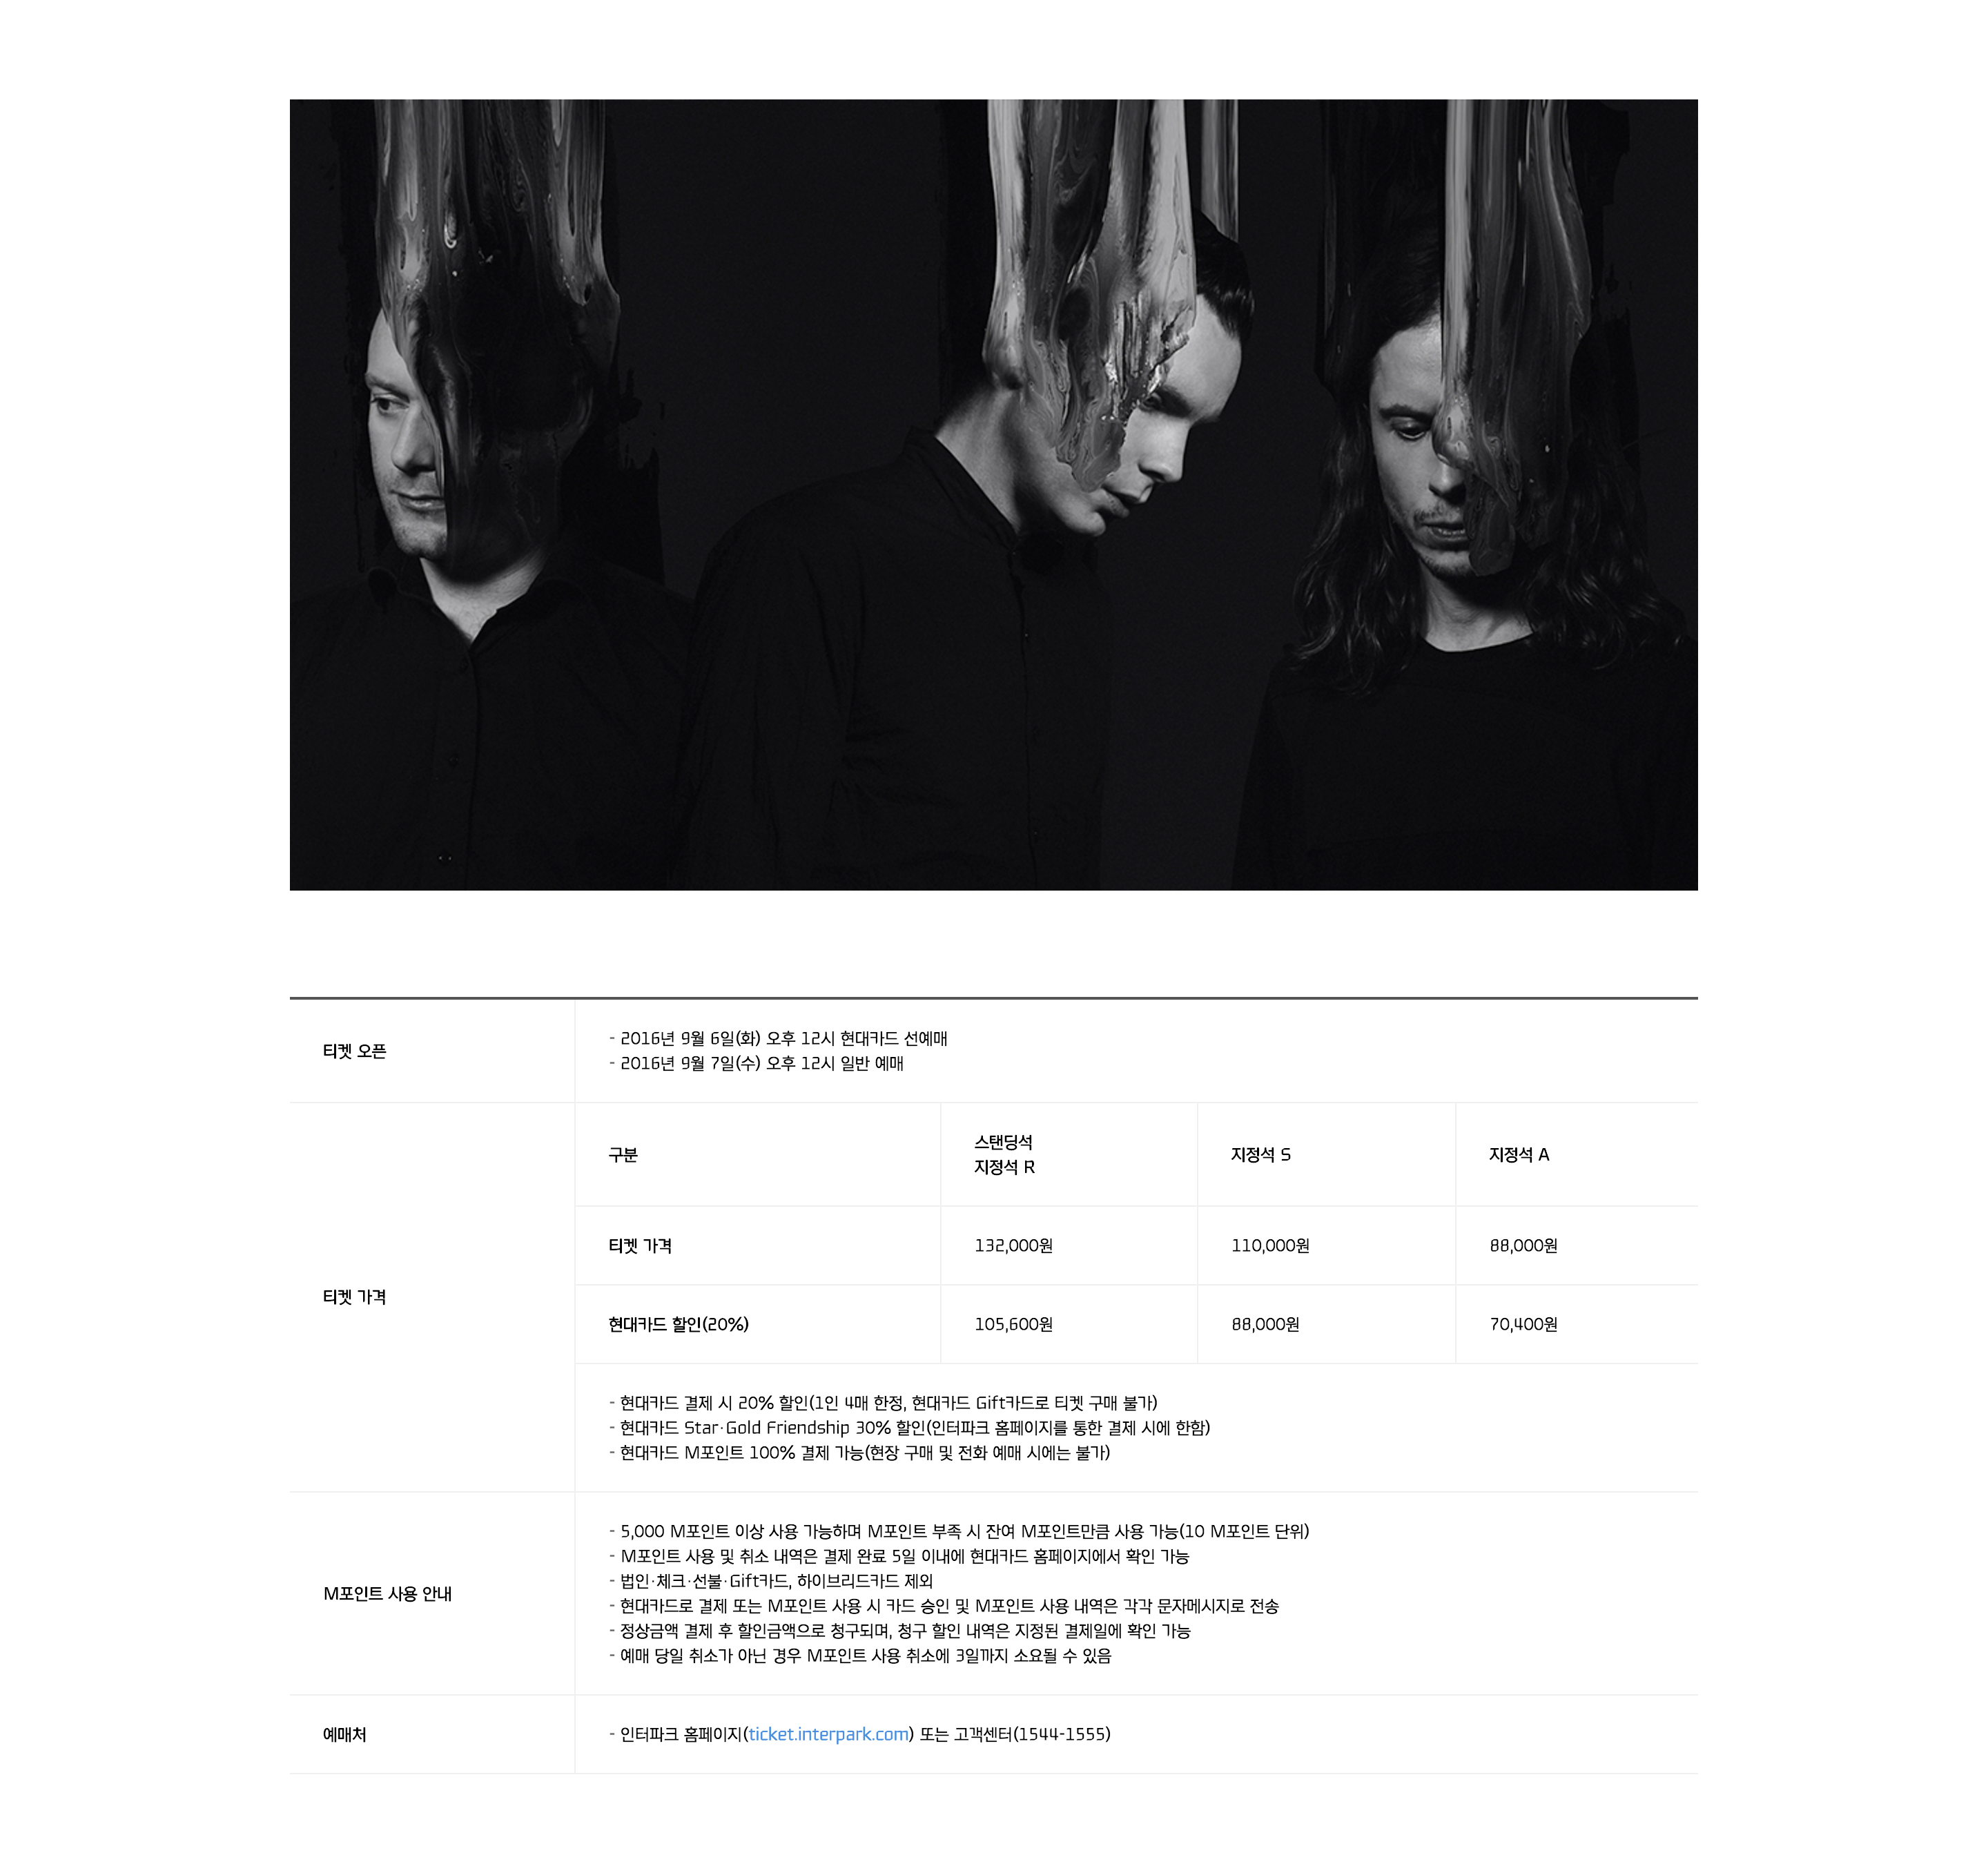 티켓 오픈
- 2016년 9월 6일(화) 오후 12시 현대카드 선예매
- 2016년 9월 7일(수) 오후 12시 일반 예매
티켓 가격
구분
스탠딩석
지정석 R
지정석 S
지정석 A
티켓 가격
132,000원
110,000원
88,000원
현대카드 할인(20%)
105,600원
88,000원
70,400원
- 현대카드 결제 시 20% 할인(1인 4매 한정, 현대카드 Gift카드로 티켓 구매 불가)
- 현대카드 Star·Gold Friendship 30% 할인(인터파크 홈페이지를 통한 결제 시에 한함)
- 현대카드 M포인트 100% 결제 가능(현장 구매 및 전화 예매 시에는 불가)
M포인트 사용 안내
- 5,000 M포인트 이상 사용 가능하며 M포인트 부족 시 잔여 M포인트만큼 사용 가능(10 M포인트 단위)
- M포인트 사용 및 취소 내역은 결제 완료 5일 이내에 현대카드 홈페이지에서 확인 가능
- 법인·체크·선불·Gift카드, 하이브리드카드 제외
- 현대카드로 결제 또는 M포인트 사용 시 카드 승인 및 M포인트 사용 내역은 각각 문자메시지로 전송
- 정상금액 결제 후 할인금액으로 청구되며, 청구 할인 내역은 지정된 결제일에 확인 가능
- 예매 당일 취소가 아닌 경우 M포인트 사용 취소에 3일까지 소요될 수 있음
예매처
- 인터파크 홈페이지(ticket.interpark.com) 또는 고객센터(1544-1555)